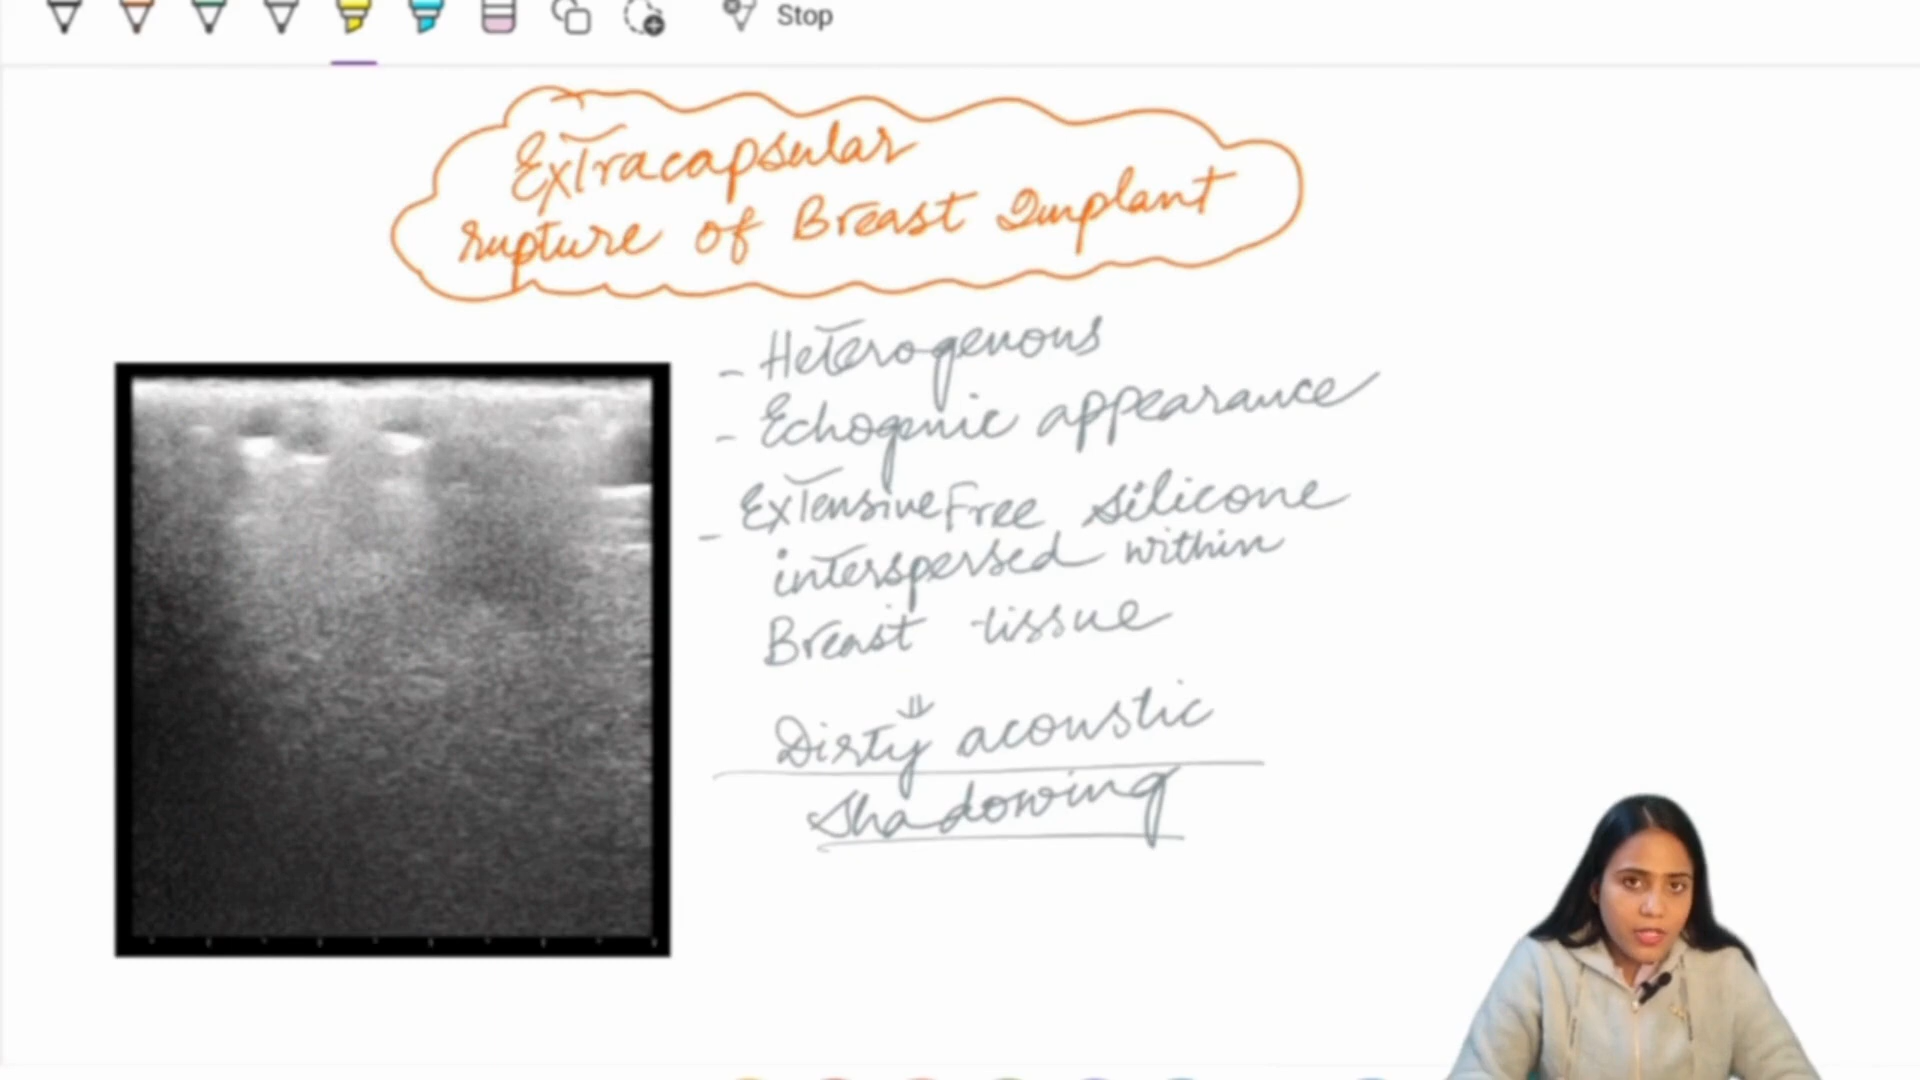 Stop
Extracapsular
rupture of Breast Implant
- Heterogenous
- Echogenic appearance
- Extensive Free silicone
interspersed within
Breast tissue
⇓
Dirty acoustic
shadowing